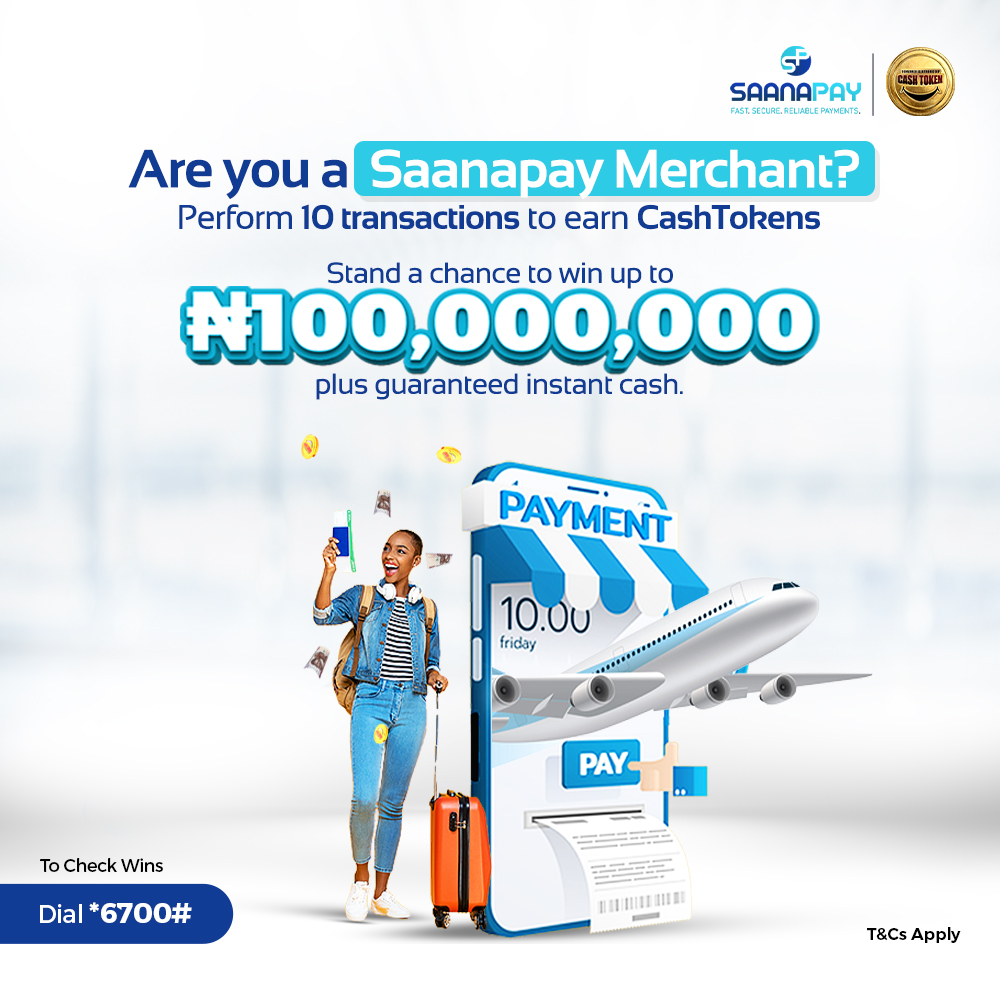 SP
SAANAPAY
FAST. SECURE. RELIABLE PAYMENTS.
CASH TOKEN
Are you a Saanapay Merchant?
Perform 10 transactions to earn CashTokens
Stand a chance to win up to
₦100,000,000
plus guaranteed instant cash.
PAYMENT
10.00
friday
PAY
To Check Wins
Dial *6700#
T&Cs Apply